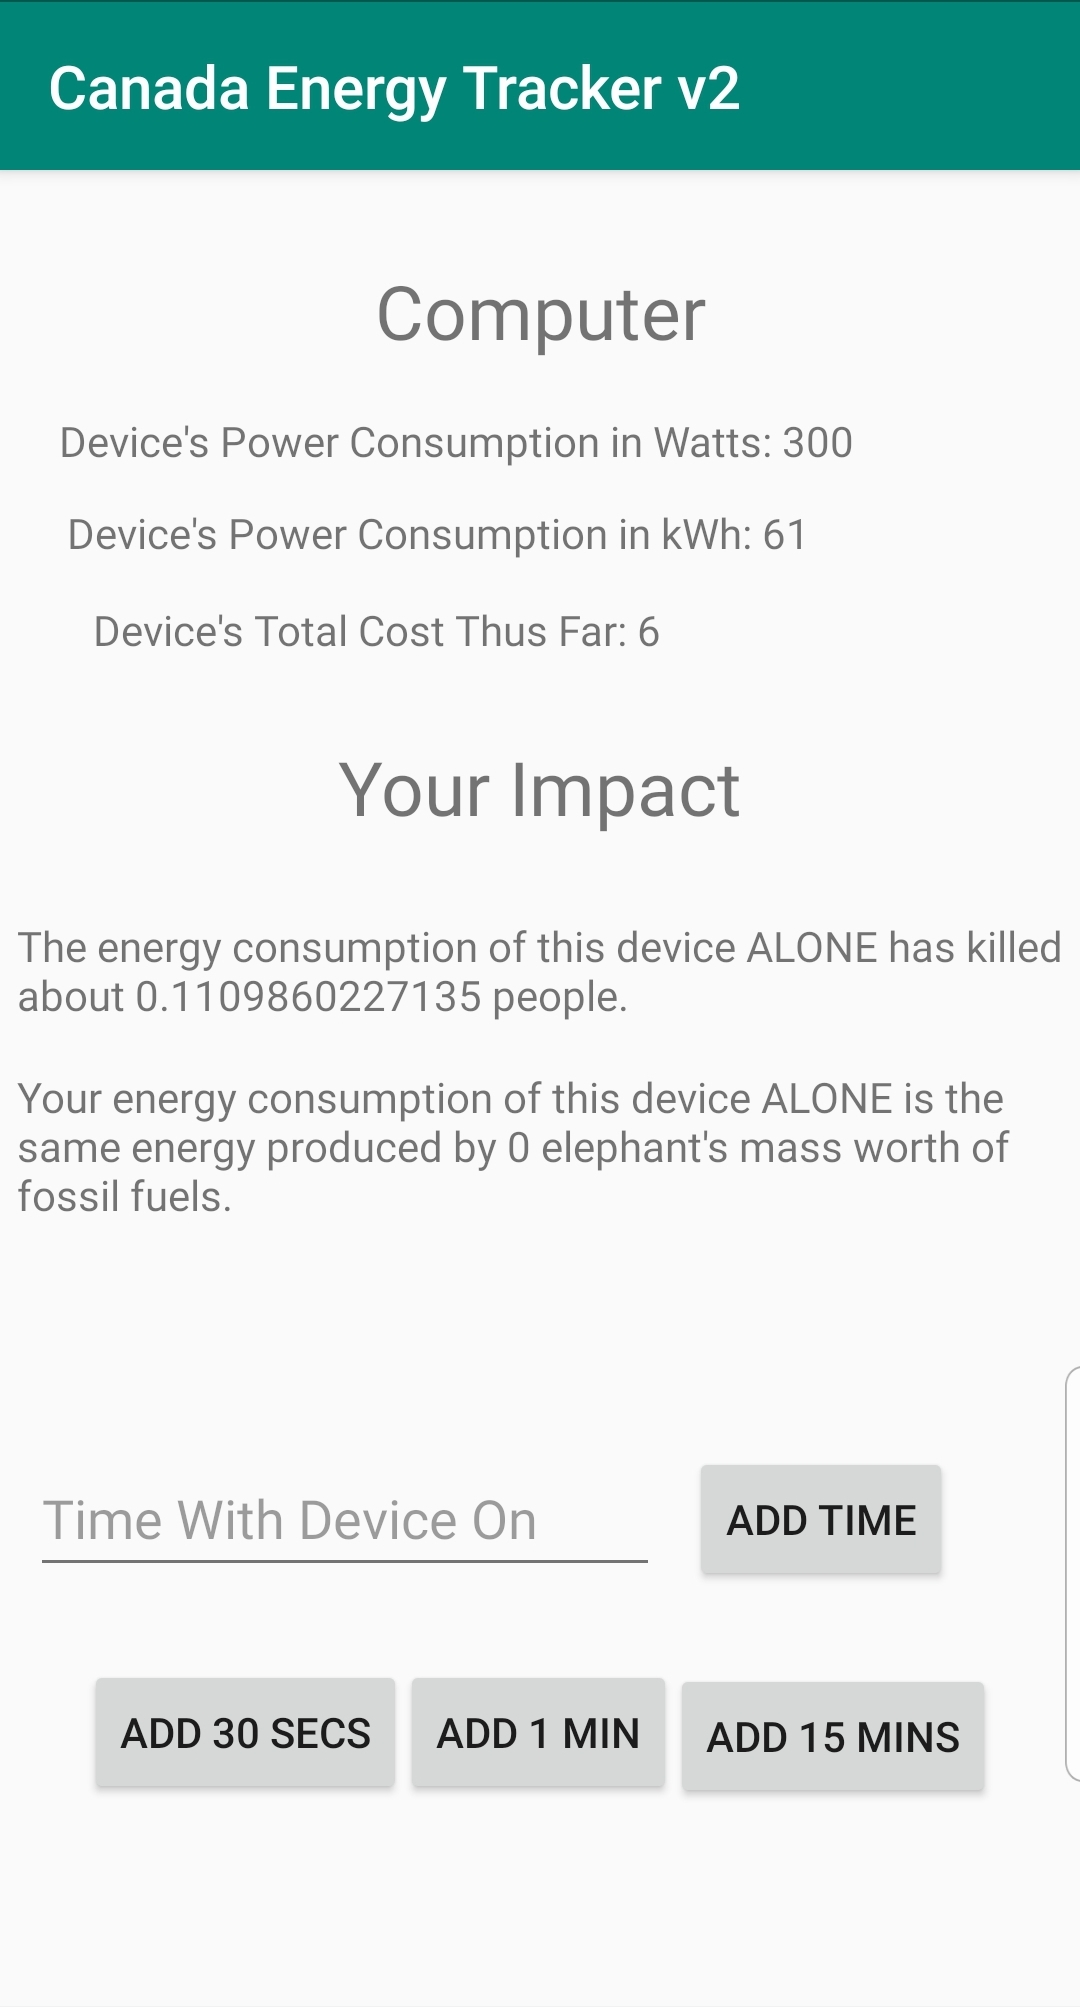 Canada Energy Tracker v2
Computer
Device's Power Consumption in Watts: 300
Device's Power Consumption in kWh: 61
Device's Total Cost Thus Far: 6
Your Impact
The energy consumption of this device ALONE has killed
about 0.1109860227135 people.
Your energy consumption of this device ALONE is the
same energy produced by 0 elephant's mass worth of
fossil fuels.
Time With Device On
ADD TIME
ADD 30 SECS ADD 1 MIN ADD 15 MINS